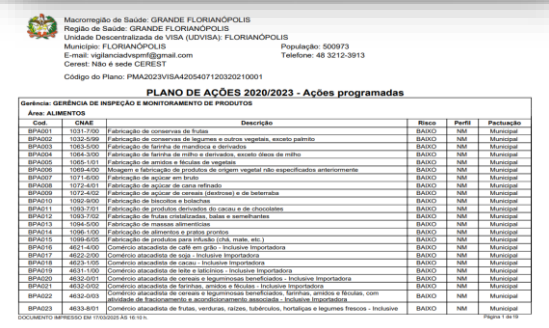 Macrorregião de Saúde: GRANDE FLORIANÓPOLIS
Região de Saúde: GRANDE FLORIANÓPOLIS
Unidade Descentralizada de VISA (UDVISA): FLORIANÓPOLIS
Município: FLORIANÓPOLIS População: 500973
E-mail: vigilanciadvspmf@gmail.com Telefone: 48 3212-3913
Cerest: Não é sede CEREST
Código do Plano: PMA2023VISA4205407120320210001
PLANO DE AÇÕES 2020/2023 - Ações programadas
Gerência: GERÊNCIA DE INSPEÇÃO E MONITORAMENTO DE PRODUTOS
Área: ALIMENTOS
Cod. CNAE Descrição Risco Perfil Pactuação
BPA001 1031-7/00 Fabricação de conservas de frutas BAIXO NM Municipal
BPA002 1032-5/99 Fabricação de conservas de legumes e outros vegetais, exceto palmito BAIXO NM Municipal
BPA003 1063-5/00 Fabricação de farinha de mandioca e derivados BAIXO NM Municipal
BPA004 1064-3/00 Fabricação de farinha de milho e derivados, exceto óleos de milho BAIXO NM Municipal
BPA005 1065-1/01 Fabricação de amidos e féculas de vegetais BAIXO NM Municipal
BPA006 1069-4/00 Moagem e fabricação de produtos de origem vegetal não especificados anteriormente BAIXO NM Municipal
BPA007 1071-6/00 Fabricação de açúcar em bruto BAIXO NM Municipal
BPA008 1072-4/01 Fabricação de açúcar de cana refinado BAIXO NM Municipal
BPA009 1072-4/02 Fabricação de açúcar de cereais (dextrose) e de beterraba BAIXO NM Municipal
BPA010 1092-9/00 Fabricação de biscoitos e bolachas BAIXO NM Municipal
BPA011 1093-7/01 Fabricação de produtos derivados do cacau e de chocolates BAIXO NM Municipal
BPA012 1093-7/02 Fabricação de frutas cristalizadas, balas e semelhantes BAIXO NM Municipal
BPA013 1094-5/00 Fabricação de massas alimentícias BAIXO NM Municipal
BPA014 1096-1/00 Fabricação de alimentos e pratos prontos BAIXO NM Municipal
BPA015 1099-6/05 Fabricação de produtos para infusão (chá, mate, etc.) BAIXO NM Municipal
BPA016 4621-4/00 Comércio atacadista de café em grão - Inclusive Importadora BAIXO NM Municipal
BPA017 4622-2/00 Comércio atacadista de soja - Inclusive Importadora BAIXO NM Municipal
BPA018 4623-1/05 Comércio atacadista de cacau - Inclusive Importadora BAIXO NM Municipal
BPA019 4631-1/00 Comércio atacadista de leite e laticínios - Inclusive Importadora BAIXO NM Municipal
BPA020 4632-0/01 Comércio atacadista de cereais e leguminosas beneficiados - Inclusive Importadora BAIXO NM Municipal
BPA021 4632-0/02 Comércio atacadista de farinhas, amidos e féculas - Inclusive Importadora BAIXO NM Municipal
BPA022 4632-0/03 Comércio atacadista de cereais e leguminosas beneficiados, farinhas, amidos e féculas, com BAIXO NM Municipal
atividade de fracionamento e acondicionamento associada - Inclusive Importadora
BPA023 4633-8/01 Comércio atacadista de frutas, verduras, raízes, tubérculos, hortaliças e legumes frescos - Inclusive BAIXO NM Municipal
DOCUMENTO IMPRESSO EM 17/03/2025 ÀS 16:10 h. Página 1 de 19